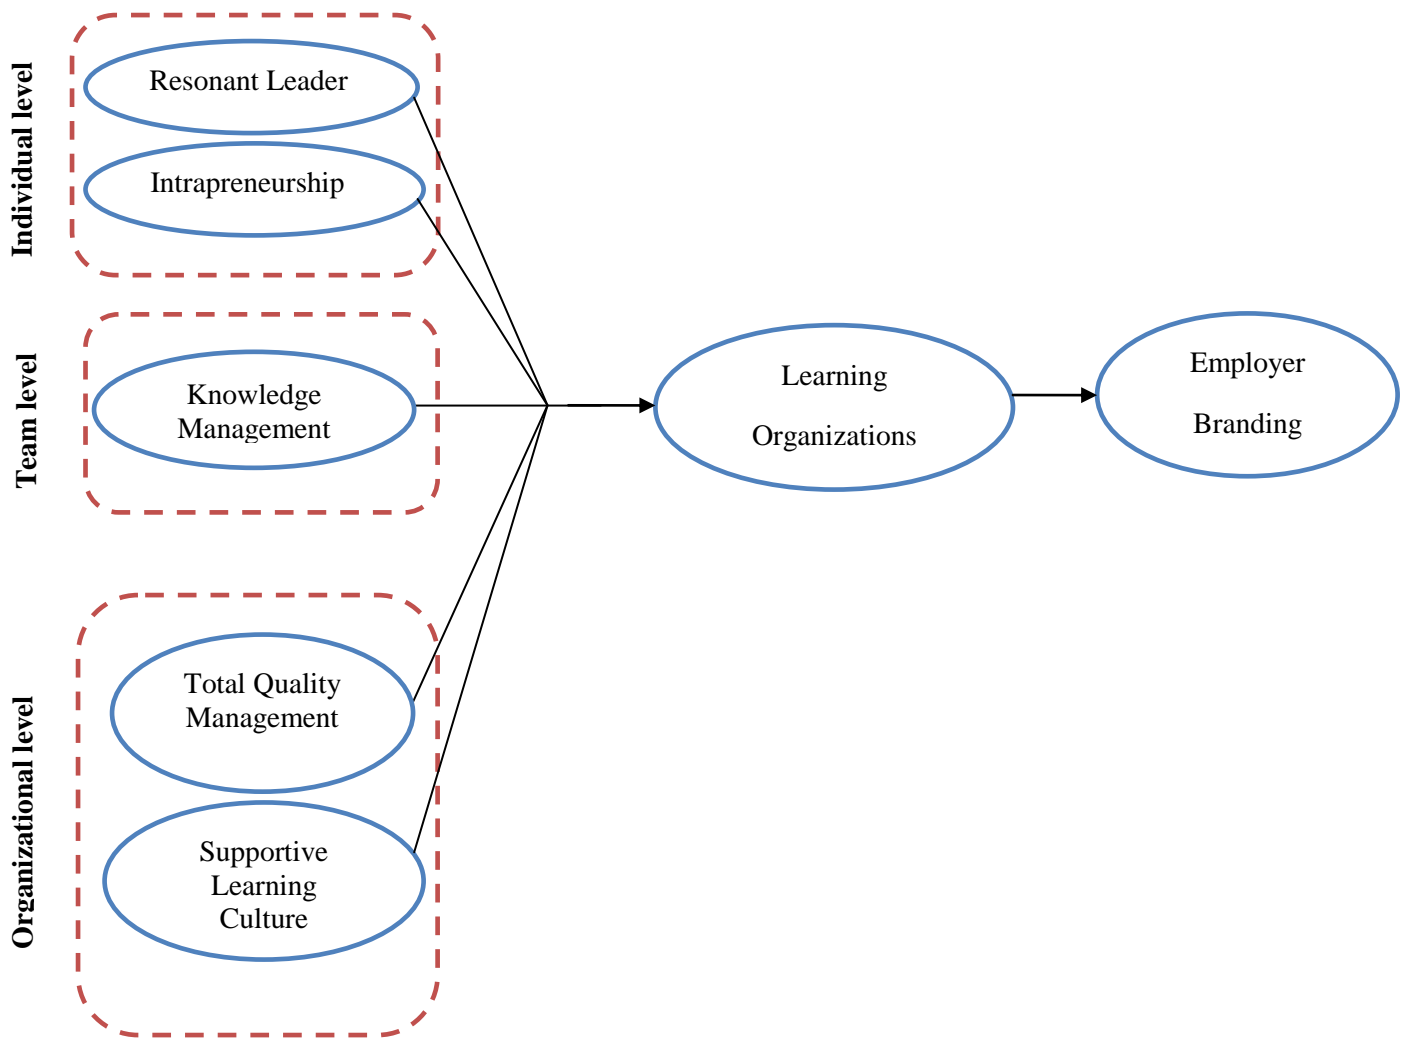 Individual level
Resonant Leader
Intrapreneurship
Team level
Knowledge
Management
Learning
Organizations
Employer
Branding
Organizational level
Total Quality
Management
Supportive
Learning
Culture